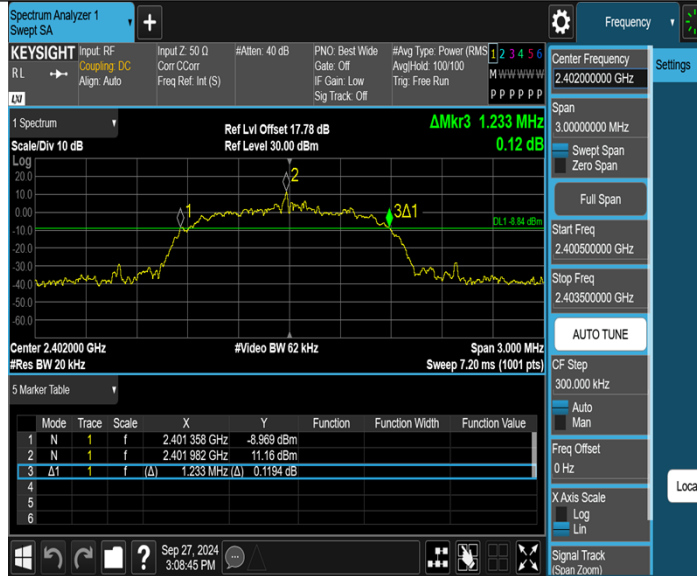 Spectrum Analyzer 1
Swept SA
Frequency
KEYSIGHT
RL
LXI
Input: RF
Coupling: DC
Align: Auto
Input Z: 50 Ω
Corr CCorr
Freq Ref: Int (S)
#Atten: 40 dB
PNO: Best Wide
Gate: Off
IF Gain: Low
Sig Track: Off
#Avg Type: Power (RMS
Avg|Hold: 100/100
Trig: Free Run
1 2 3 4 5 6
M W W W W W
P P P P P P
1 Spectrum
Scale/Div 10 dB
Ref Lvl Offset 17.78 dB
Ref Level 30.00 dBm
ΔMkr3 1.233 MHz
0.12 dB
Log
20.0
10.0
0.00
-10.0
-20.0
-30.0
-40.0
-50.0
-60.0
1
2
3Δ1
DL1 -8.84 dBm
Center 2.402000 GHz
#Res BW 20 kHz
#Video BW 62 kHz
Span 3.000 MHz
Sweep 7.20 ms (1001 pts)
5 Marker Table
Mode Trace Scale X Y Function Function Width Function Value
1 N 1 f 2.401 358 GHz -8.969 dBm
2 N 1 f 2.401 982 GHz 11.16 dBm
3 Δ1 1 f (Δ) 1.233 MHz (Δ) 0.1194 dB
4
5
6
Sep 27, 2024
3:08:45 PM
Center Frequency
2.402000000 GHz
Settings
Span
3.00000000 MHz
Swept Span
Zero Span
Full Span
Start Freq
2.400500000 GHz
Stop Freq
2.403500000 GHz
AUTO TUNE
CF Step
300.000 kHz
Auto
Man
Freq Offset
0 Hz
X Axis Scale
Log
Lin
Signal Track
(Span Zoom)
Loca